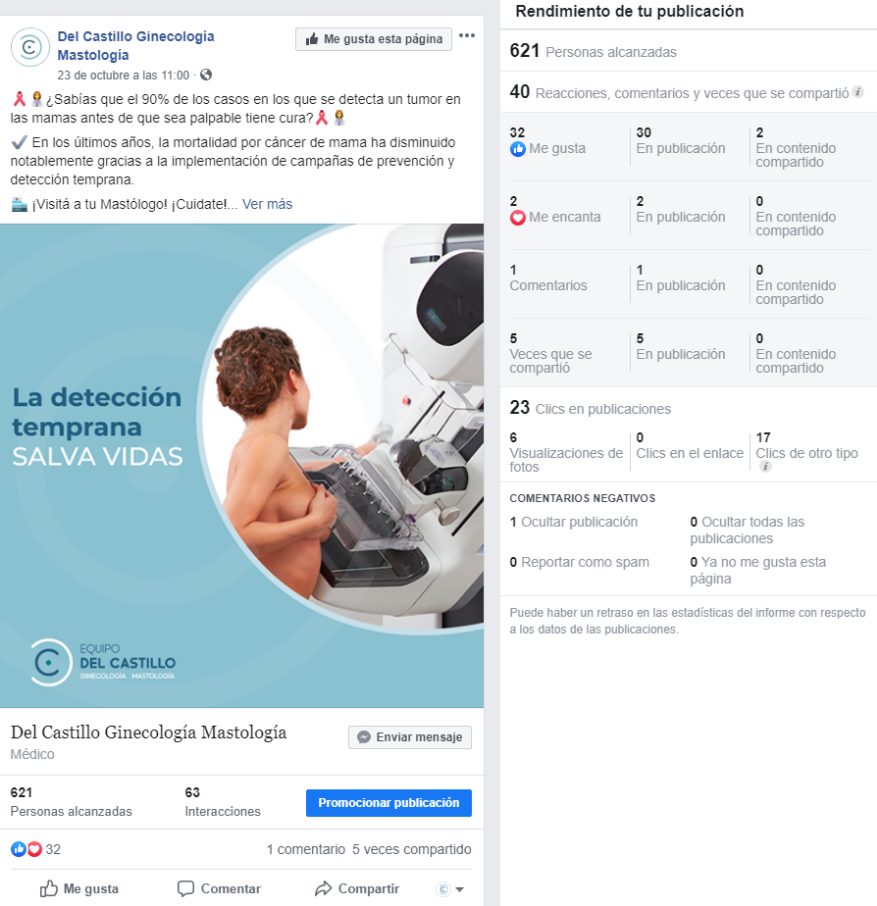 Del Castillo Ginecología
Mastología
Me gusta esta página
23 de octubre a las 11:00 ·
¿Sabías que el 90% de los casos en los que se detecta un tumor en
las mamas antes de que sea palpable tiene cura?
En los últimos años, la mortalidad por cáncer de mama ha disminuido
notablemente gracias a la implementación de campañas de prevención y
detección temprana.
¡Visitá a tu Mastólogo! ¡Cuidate!... Ver más
La detección
temprana
SALVA VIDAS
EQUIPO
DEL CASTILLO
GINECOLOGÍA MASTOLOGÍA
Del Castillo Ginecología Mastología
Médico
Enviar mensaje
621
Personas alcanzadas
63
Interacciones
Promocionar publicación
32
1 comentario 5 veces compartido
Me gusta
Comentar
Compartir
Rendimiento de tu publicación
621 Personas alcanzadas
40 Reacciones, comentarios y veces que se compartió
32
Me gusta
30
En publicación
2
En contenido
compartido
2
Me encanta
2
En publicación
0
En contenido
compartido
1
Comentarios
1
En publicación
0
En contenido
compartido
5
Veces que se
compartió
5
En publicación
0
En contenido
compartido
23 Clics en publicaciones
6
Visualizaciones de
fotos
0
Clics en el enlace
17
Clics de otro tipo
COMENTARIOS NEGATIVOS
1 Ocultar publicación
0 Ocultar todas las
publicaciones
0 Reportar como spam
0 Ya no me gusta esta
página
Puede haber un retraso en las estadísticas del informe con respecto
a los datos de las publicaciones.